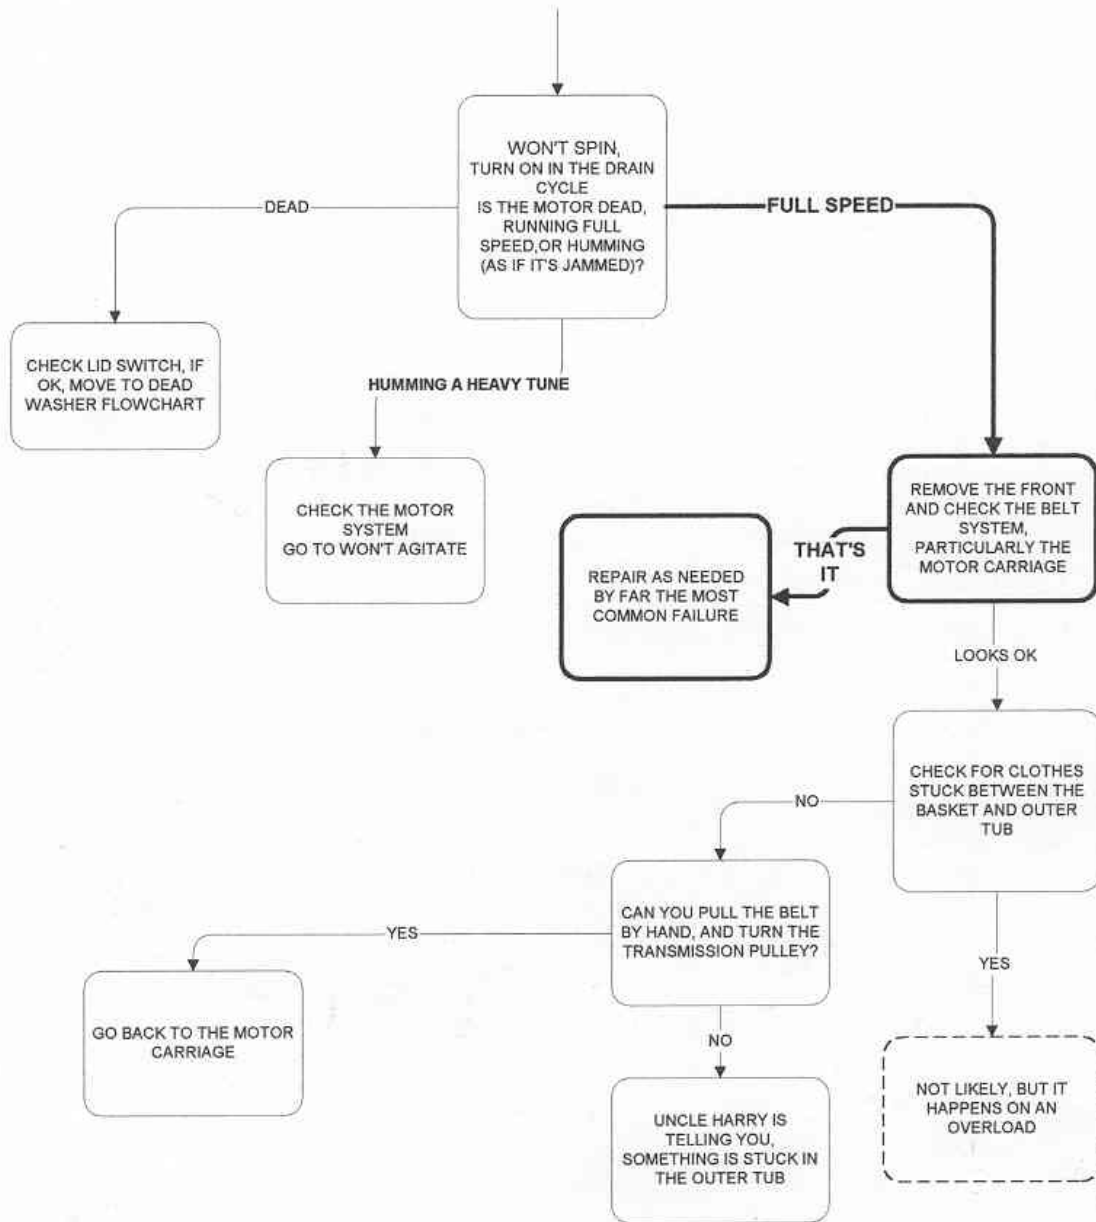 WON'T SPIN,
TURN ON IN THE DRAIN
CYCLE
IS THE MOTOR DEAD,
RUNNING FULL
SPEED,OR HUMMING
(AS IF IT'S JAMMED)?
DEAD
FULL SPEED
CHECK LID SWITCH, IF
OK, MOVE TO DEAD
WASHER FLOWCHART
HUMMING A HEAVY TUNE
CHECK THE MOTOR
SYSTEM
GO TO WON'T AGITATE
REMOVE THE FRONT
AND CHECK THE BELT
SYSTEM,
PARTICULARLY THE
MOTOR CARRIAGE
THAT'S
IT
REPAIR AS NEEDED
BY FAR THE MOST
COMMON FAILURE
LOOKS OK
CHECK FOR CLOTHES
STUCK BETWEEN THE
BASKET AND OUTER
TUB
NO
CAN YOU PULL THE BELT
BY HAND, AND TURN THE
TRANSMISSION PULLEY?
YES
GO BACK TO THE MOTOR
CARRIAGE
NO
UNCLE HARRY IS
TELLING YOU,
SOMETHING IS STUCK IN
THE OUTER TUB
YES
NOT LIKELY, BUT IT
HAPPENS ON AN
OVERLOAD